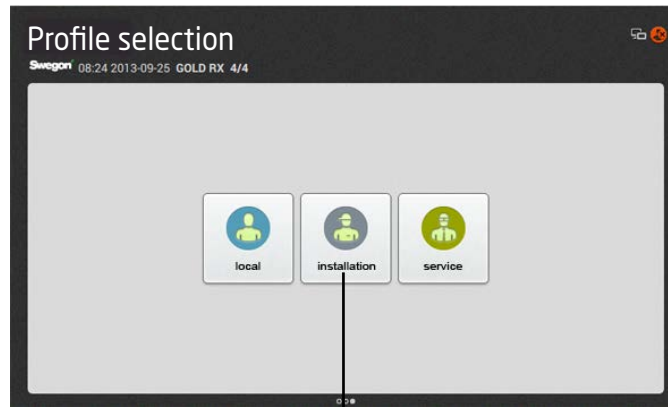 Profile selection
Swegon 08:24 2013-09-25 GOLD RX 4/4
local installation service